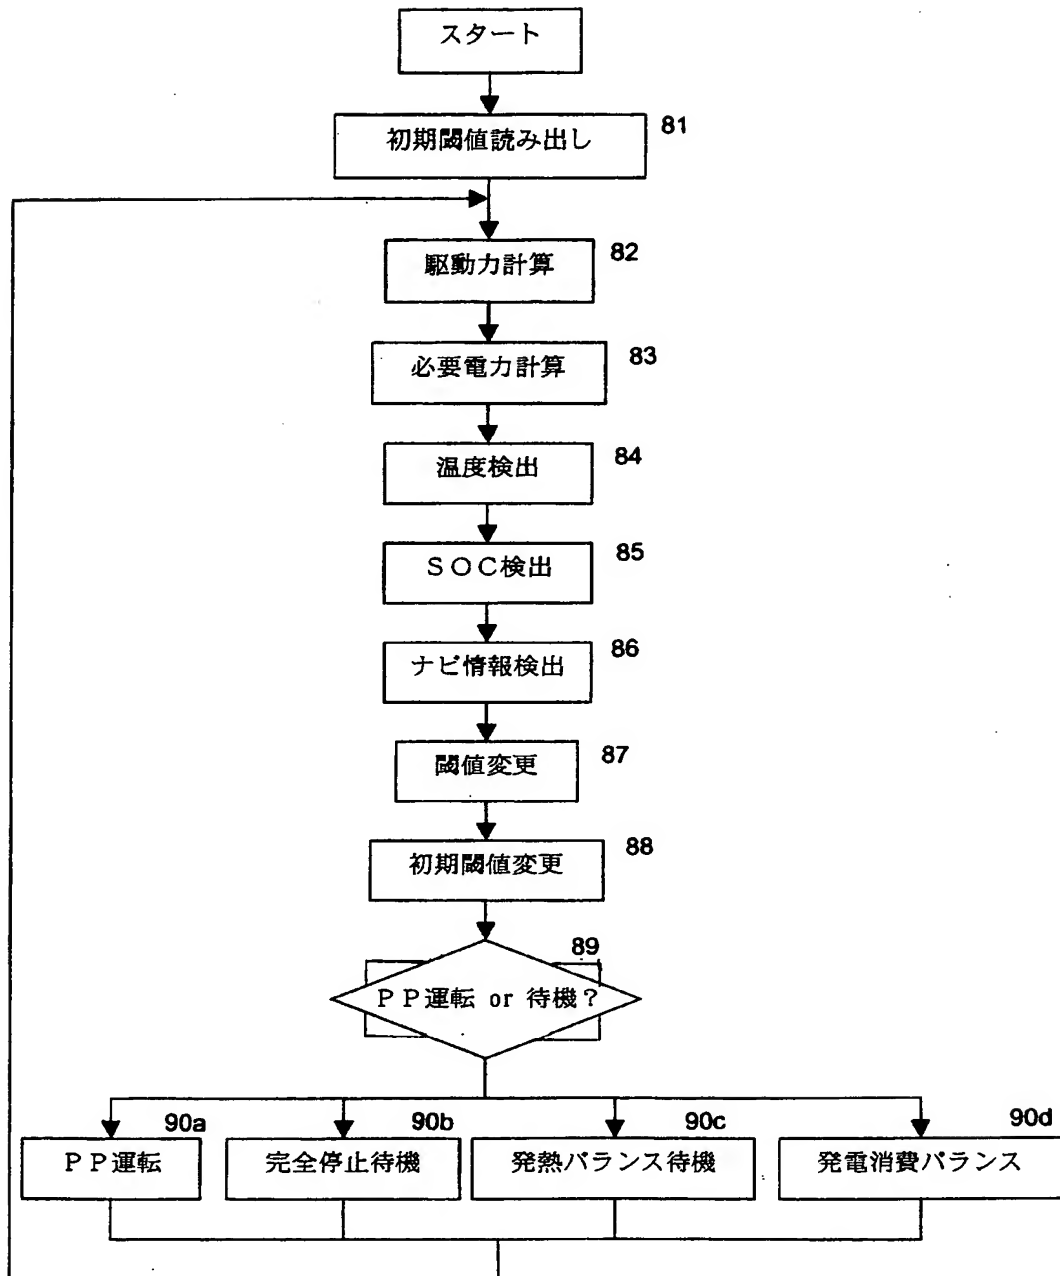 スタート
初期閾値読み出し
81
駆動力計算
82
必要電力計算
83
温度検出
84
ＳＯＣ検出
85
ナビ情報検出
86
閾値変更
87
初期閾値変更
88
89
ＰＰ運転 or 待機？
90a
90b
90c
90d
ＰＰ運転
完全停止待機
発熱バランス待機
発電消費バランス